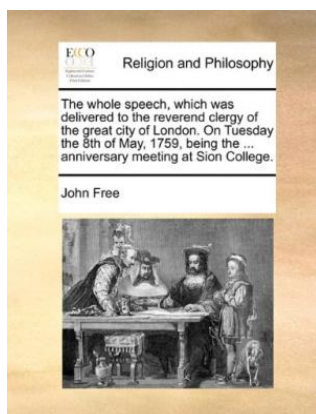 ECCO
Religion and Philosophy
The whole speech, which was
delivered to the reverend clergy of
the great city of London. On Tuesday
the 8th of May, 1759, being the ...
anniversary meeting at Sion College.
John Free